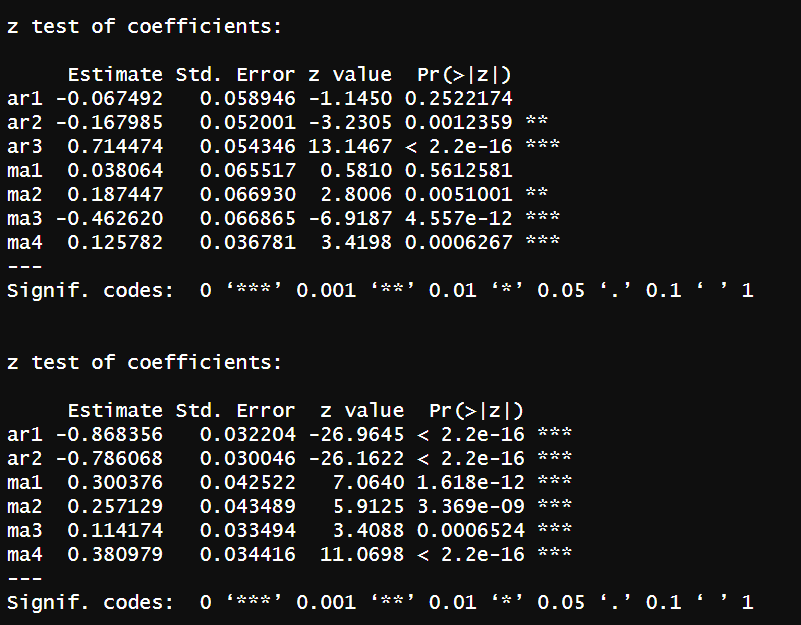 z test of coefficients:

     Estimate Std. Error z value  Pr(>|z|)
ar1 -0.067492   0.058946 -1.1450 0.2522174
ar2 -0.167985   0.052001 -3.2305 0.0012359 **
ar3  0.714474   0.054346 13.1467 < 2.2e-16 ***
ma1  0.038064   0.065517  0.5810 0.5612581
ma2  0.187447   0.066930  2.8006 0.0051001 **
ma3 -0.462620   0.066865 -6.9187 4.557e-12 ***
ma4  0.125782   0.036781  3.4198 0.0006267 ***
---
Signif. codes:  0 ‘***’ 0.001 ‘**’ 0.01 ‘*’ 0.05 ‘.’ 0.1 ‘ ’ 1

z test of coefficients:

     Estimate Std. Error  z value  Pr(>|z|)
ar1 -0.868356   0.032204 -26.9645 < 2.2e-16 ***
ar2 -0.786068   0.030046 -26.1622 < 2.2e-16 ***
ma1  0.300376   0.042522   7.0640 1.618e-12 ***
ma2  0.257129   0.043489   5.9125 3.369e-09 ***
ma3  0.114174   0.033494   3.4088 0.0006524 ***
ma4  0.380979   0.034416  11.0698 < 2.2e-16 ***
---
Signif. codes:  0 ‘***’ 0.001 ‘**’ 0.01 ‘*’ 0.05 ‘.’ 0.1 ‘ ’ 1